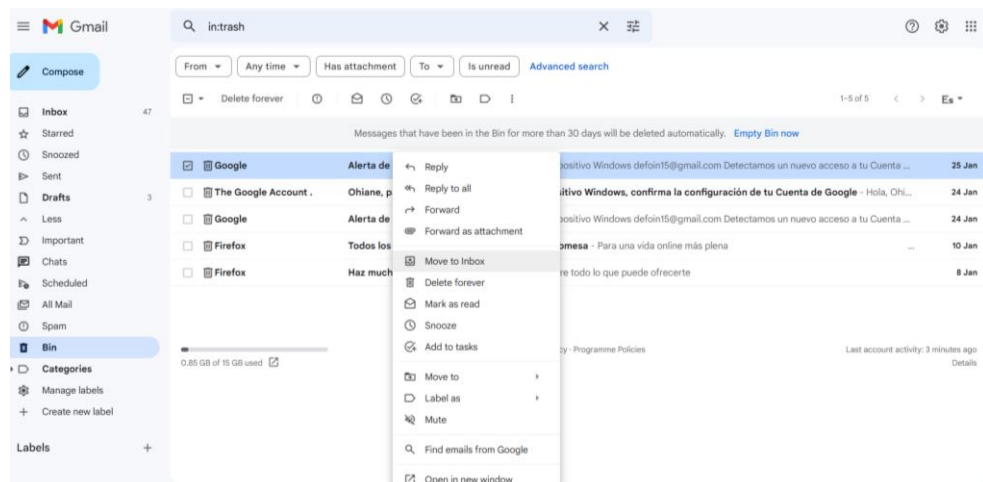 Gmail
in:trash
Compose
From Any time Has attachment To Is unread Advanced search
Delete forever
1–5 of 5
Es
Inbox 47
Starred
Snoozed
Sent
Drafts 3
Less
Important
Chats
Scheduled
All Mail
Spam
Bin
Categories
Manage labels
Create new label
Labels
Messages that have been in the Bin for more than 30 days will be deleted automatically. Empty Bin now
Google Alerta de positivo Windows defoin15@gmail.com Detectamos un nuevo acceso a tu Cuenta ... 25 Jan
The Google Account . Ohiane, p sitivo Windows, confirma la configuración de tu Cuenta de Google - Hola, Ohi... 24 Jan
Google Alerta de positivo Windows defoin15@gmail.com Detectamos un nuevo acceso a tu Cuenta ... 24 Jan
Firefox Todos los omesa - Para una vida online más plena ... 10 Jan
Firefox Haz much re todo lo que puede ofrecerte 8 Jan
Reply
Reply to all
Forward
Forward as attachment
Move to Inbox
Delete forever
Mark as read
Snooze
Add to tasks
Move to
Label as
Mute
Find emails from Google
Open in new window
0.85 GB of 15 GB used
cy · Programme Policies
Last account activity: 3 minutes ago
Details